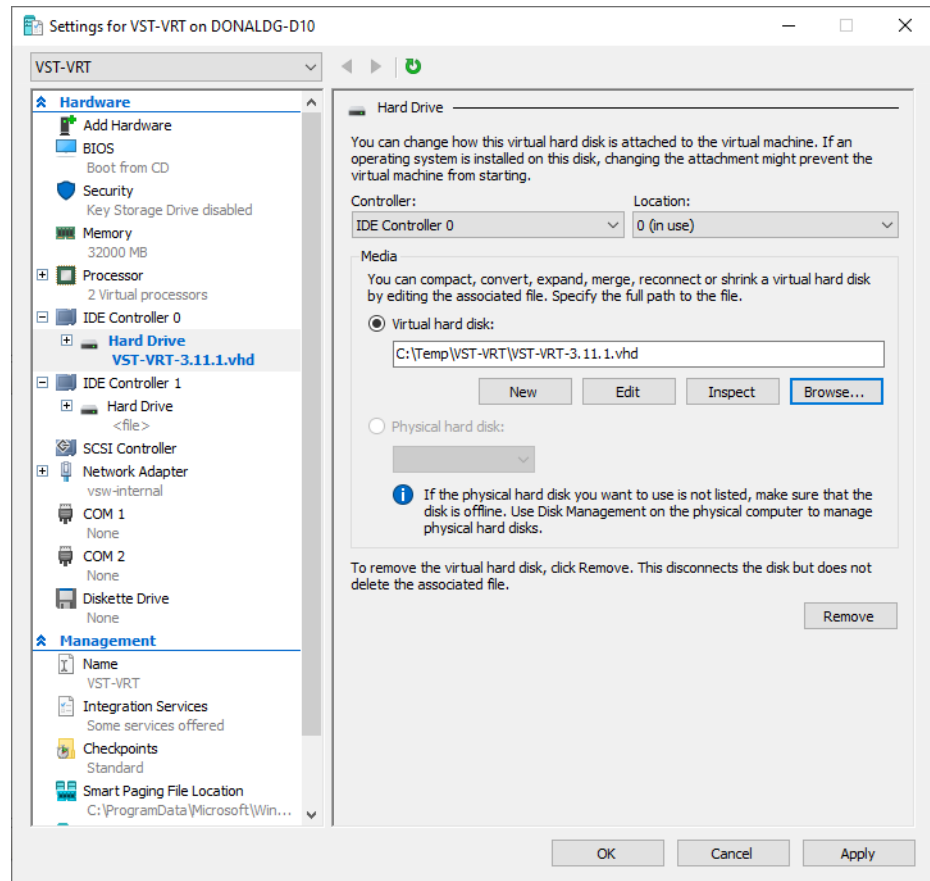 Settings for VST-VRT on DONALDG-D10
VST-VRT
Hardware
Add Hardware
BIOS
Boot from CD
Security
Key Storage Drive disabled
Memory
32000 MB
Processor
2 Virtual processors
IDE Controller 0
Hard Drive
VST-VRT-3.11.1.vhd
IDE Controller 1
Hard Drive
<file>
SCSI Controller
Network Adapter
vsw-internal
COM 1
None
COM 2
None
Diskette Drive
None
Management
Name
VST-VRT
Integration Services
Some services offered
Checkpoints
Standard
Smart Paging File Location
C:\ProgramData\Microsoft\Win...
Hard Drive
You can change how this virtual hard disk is attached to the virtual machine. If an
operating system is installed on this disk, changing the attachment might prevent the
virtual machine from starting.
Controller:
Location:
IDE Controller 0
0 (in use)
Media
You can compact, convert, expand, merge, reconnect or shrink a virtual hard disk
by editing the associated file. Specify the full path to the file.
Virtual hard disk:
C:\Temp\VST-VRT\VST-VRT-3.11.1.vhd
New
Edit
Inspect
Browse...
Physical hard disk:
If the physical hard disk you want to use is not listed, make sure that the
disk is offline. Use Disk Management on the physical computer to manage
physical hard disks.
To remove the virtual hard disk, click Remove. This disconnects the disk but does not
delete the associated file.
Remove
OK
Cancel
Apply